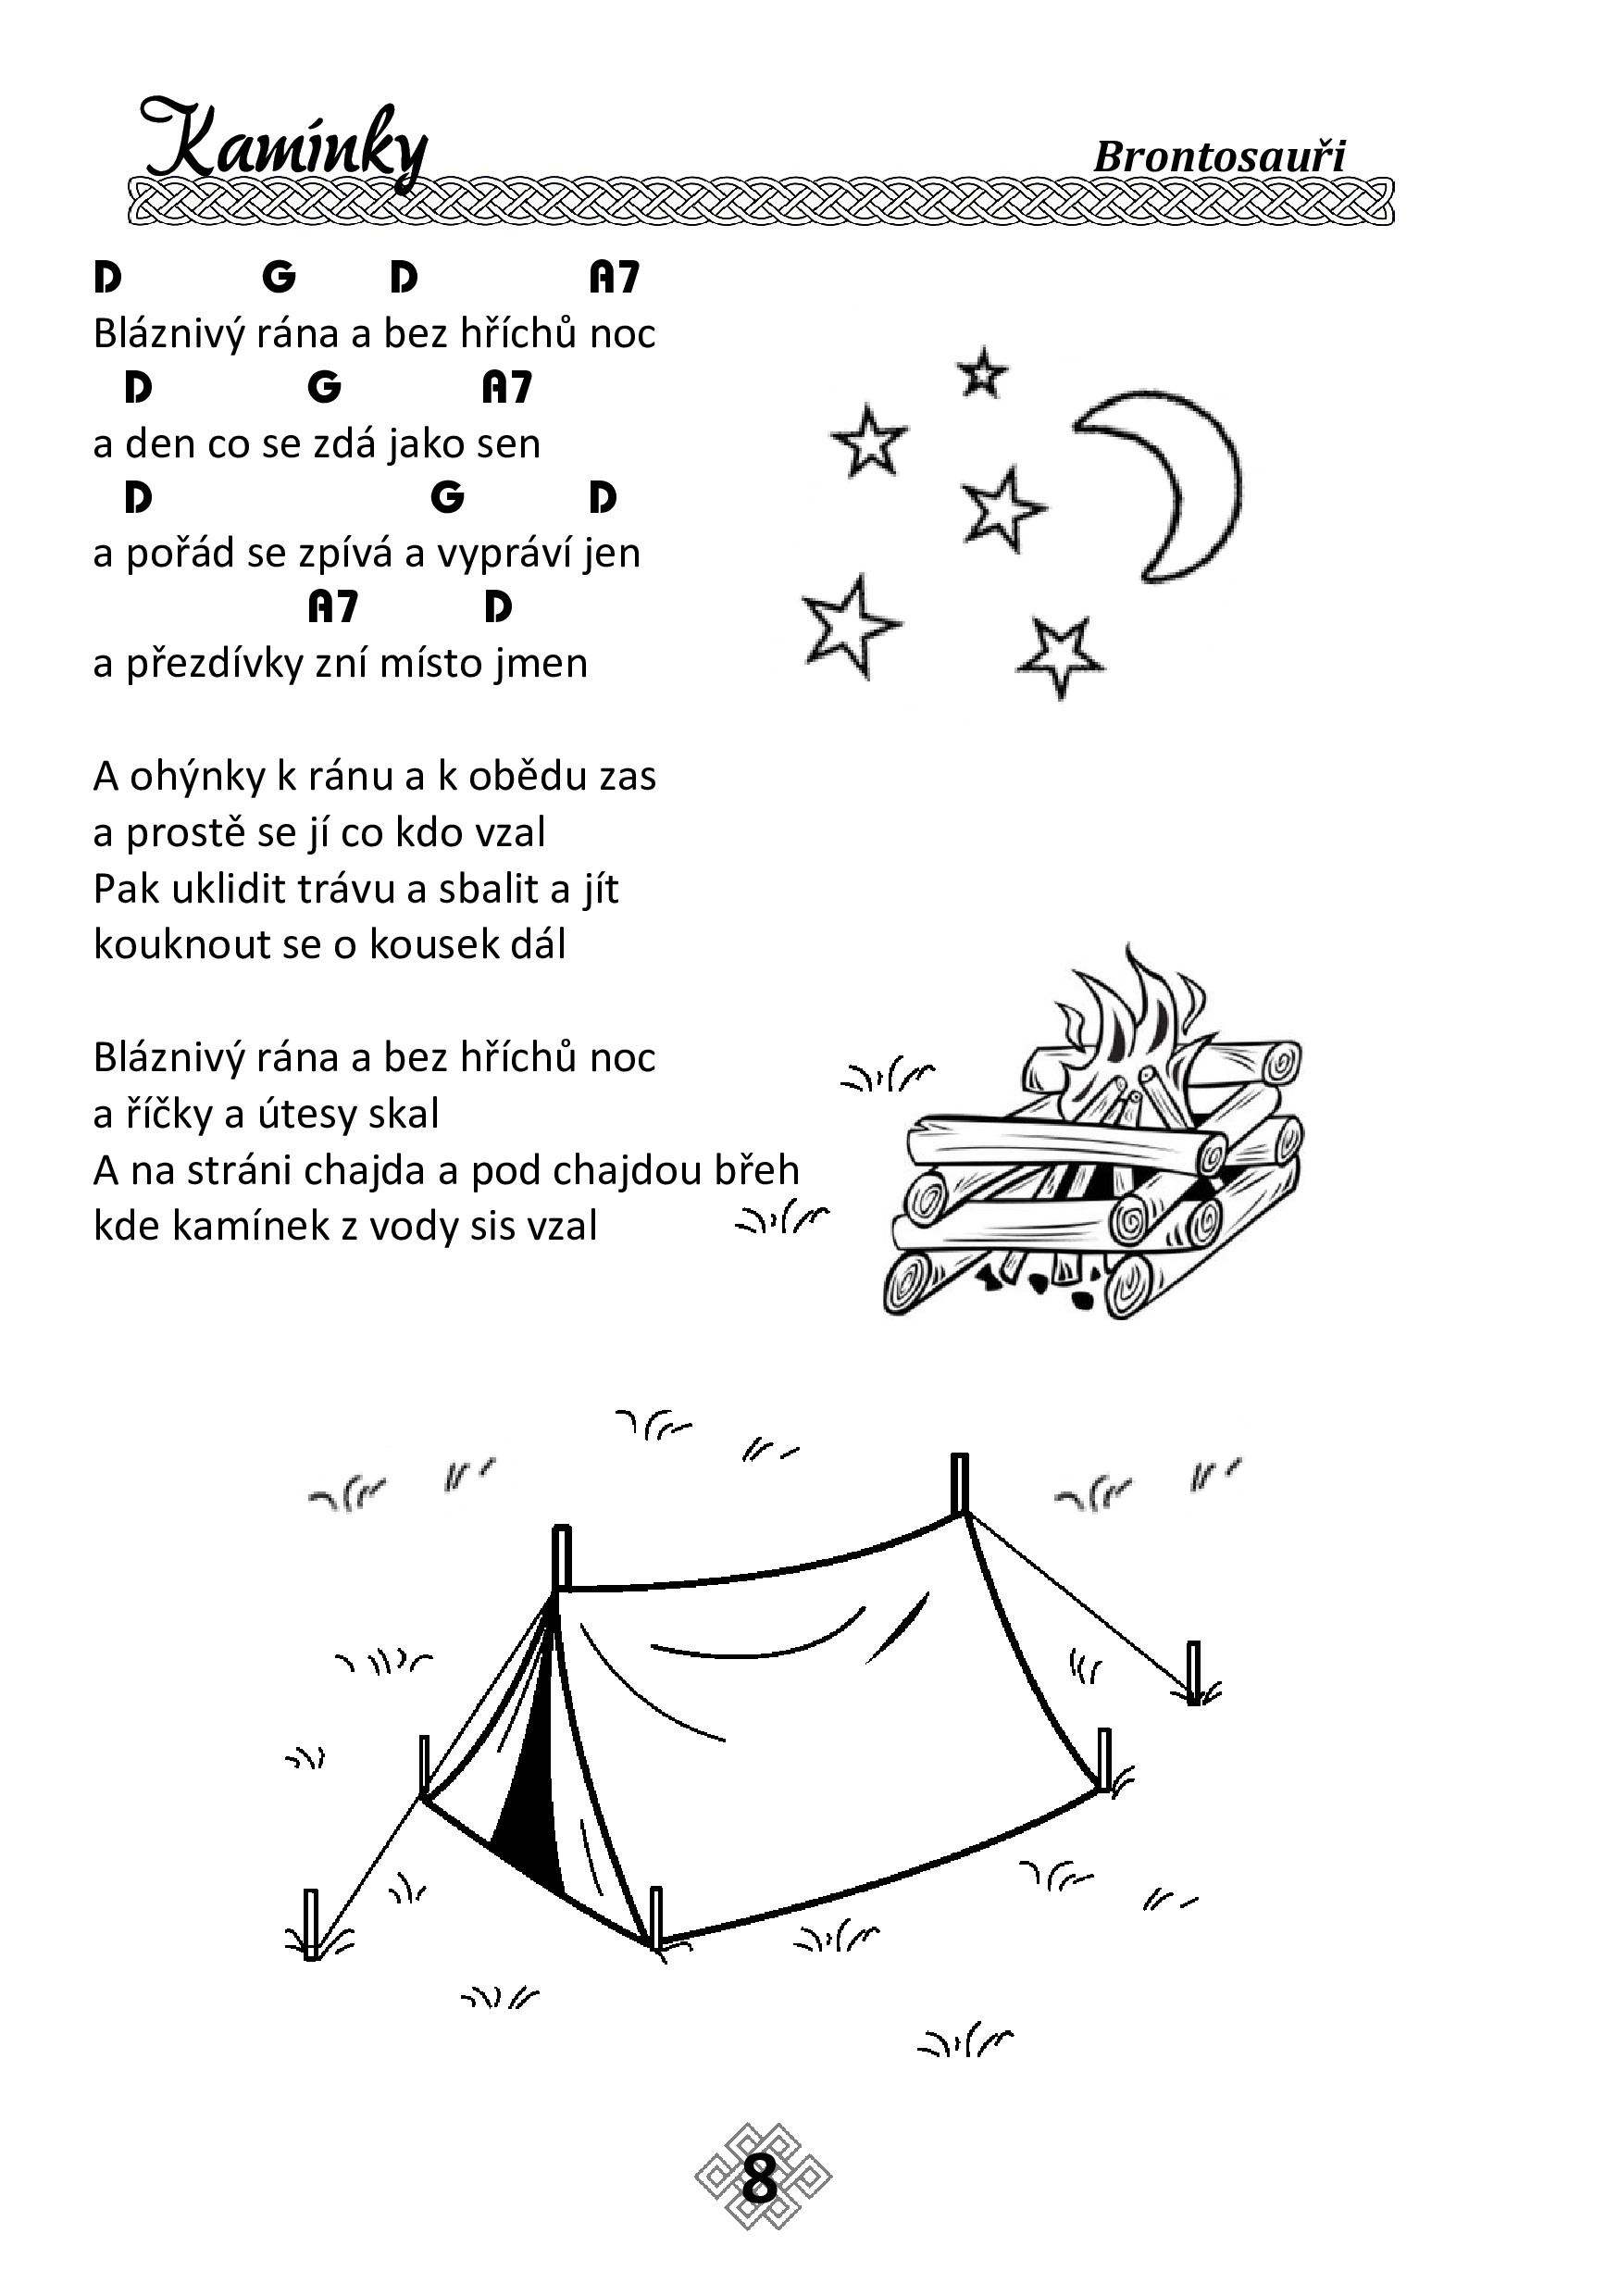 Kamínky
Brontosauři
D G D A7
Bláznivý rána a bez hříchů noc
D G A7
a den co se zdá jako sen
D G D
a pořád se zpívá a vypráví jen
A7 D
a přezdívky zní místo jmen
A ohýnky k ránu a k obědu zas
a prostě se jí co kdo vzal
Pak uklidit trávu a sbalit a jít
kouknout se o kousek dál
Bláznivý rána a bez hříchů noc
a říčky a útesy skal
A na stráni chajda a pod chajdou břeh
kde kamínek z vody sis vzal
8